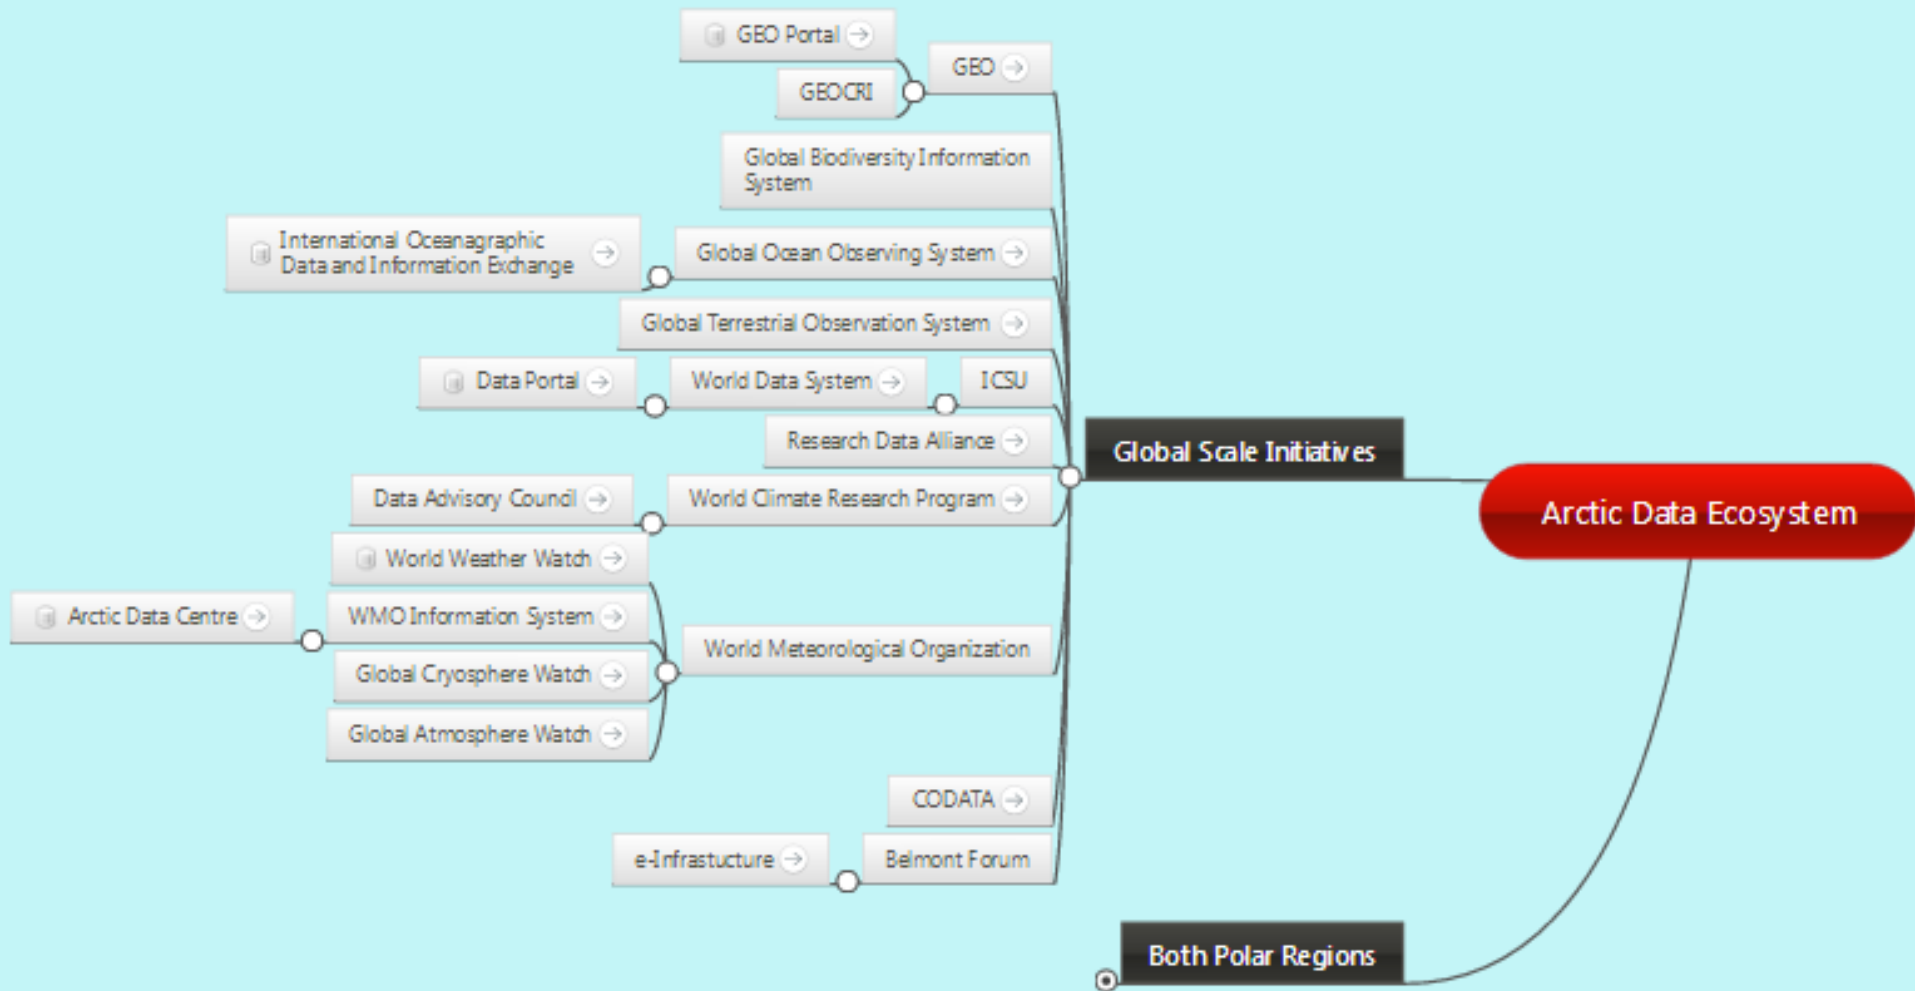 GEO Portal
GEO
GEOCRI
Global Biodiversity Information
System
International Oceanagraphic
Data and Information Exchange
Global Ocean Observing System
Global Terrestrial Observation System
Data Portal
World Data System
ICSU
Research Data Alliance
Global Scale Initiatives
Data Advisory Council
World Climate Research Program
Arctic Data Ecosystem
World Weather Watch
Arctic Data Centre
WMO Information System
World Meteorological Organization
Global Cryosphere Watch
Global Atmosphere Watch
CODATA
e-Infrastucture
Belmont Forum
Both Polar Regions